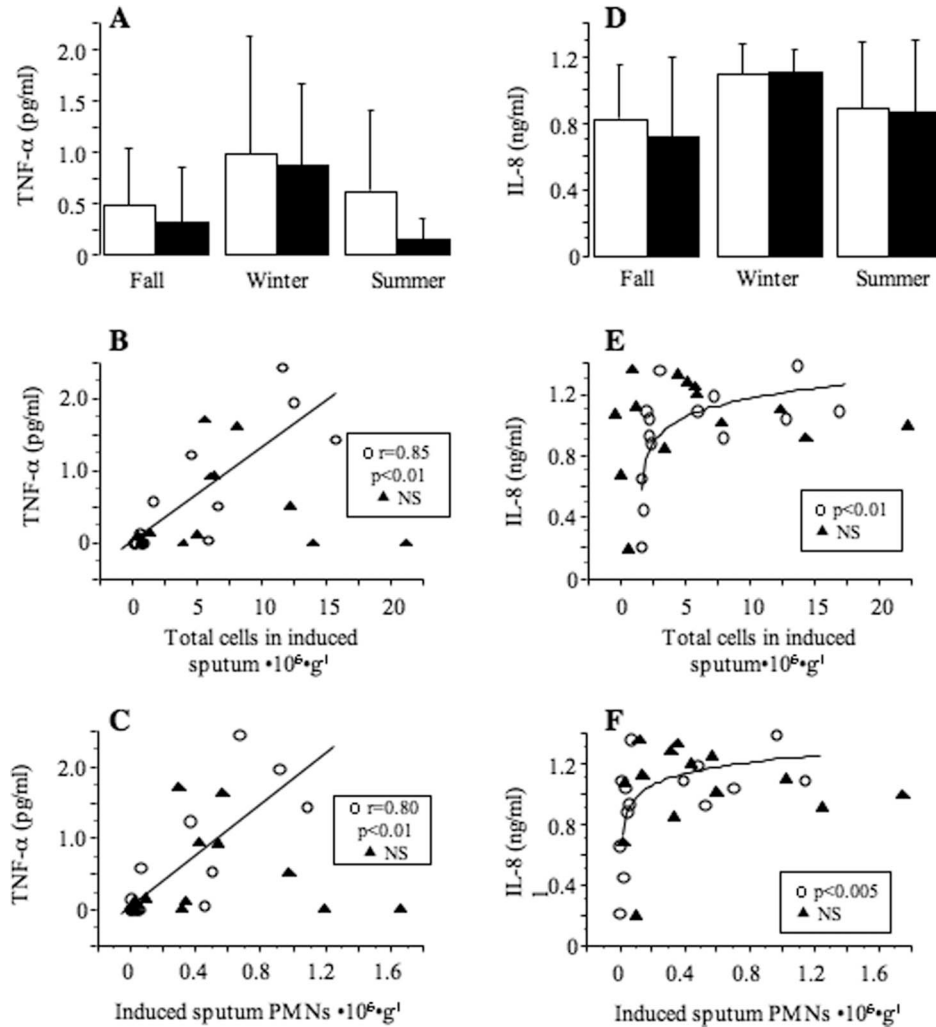 A
TNF-α (pg/ml)
2.0
1.5
1.0
0.5
0
Fall Winter Summer
D
IL-8 (ng/ml)
1.2
0.8
0.4
0
Fall Winter Summer
B
TNF-α (pg/ml)
2.0
1.0
0
r=0.85
p<0.01
NS
0 5 10 15 20
Total cells in induced
sputum •10⁶•g¹
E
IL-8 (ng/ml)
1.2
0.8
0.4
0
p<0.01
NS
0 5 10 15 20
Total cells in induced
sputum•10⁶•g¹
C
TNF-α (pg/ml)
2.0
1.0
0
r=0.80
p<0.01
NS
0 0.4 0.8 1.2 1.6
Induced sputum PMNs •10⁶•g¹
F
IL-8 (ng/ml)
1.2
0.8
0.4
0
p<0.005
NS
0 0.4 0.8 1.2 1.6
Induced sputum PMNs •10⁶•g¹